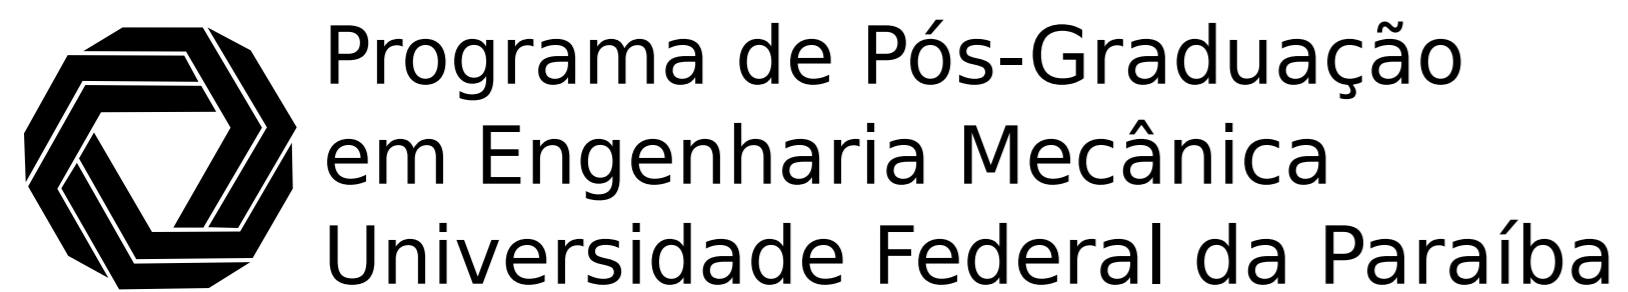 Programa de Pós-Graduação
em Engenharia Mecânica
Universidade Federal da Paraíba